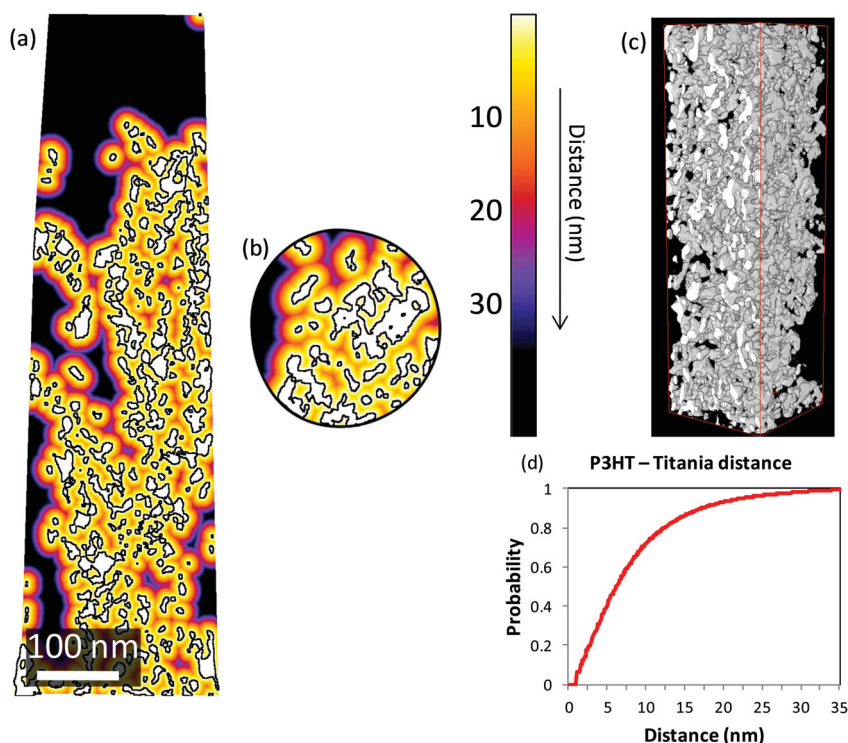 (a)
100 nm
(b)
10
20
30
Distance (nm)
(c)
(d)
P3HT – Titania distance
Probability
1
0.8
0.6
0.4
0.2
0
0 5 10 15 20 25 30 35
Distance (nm)